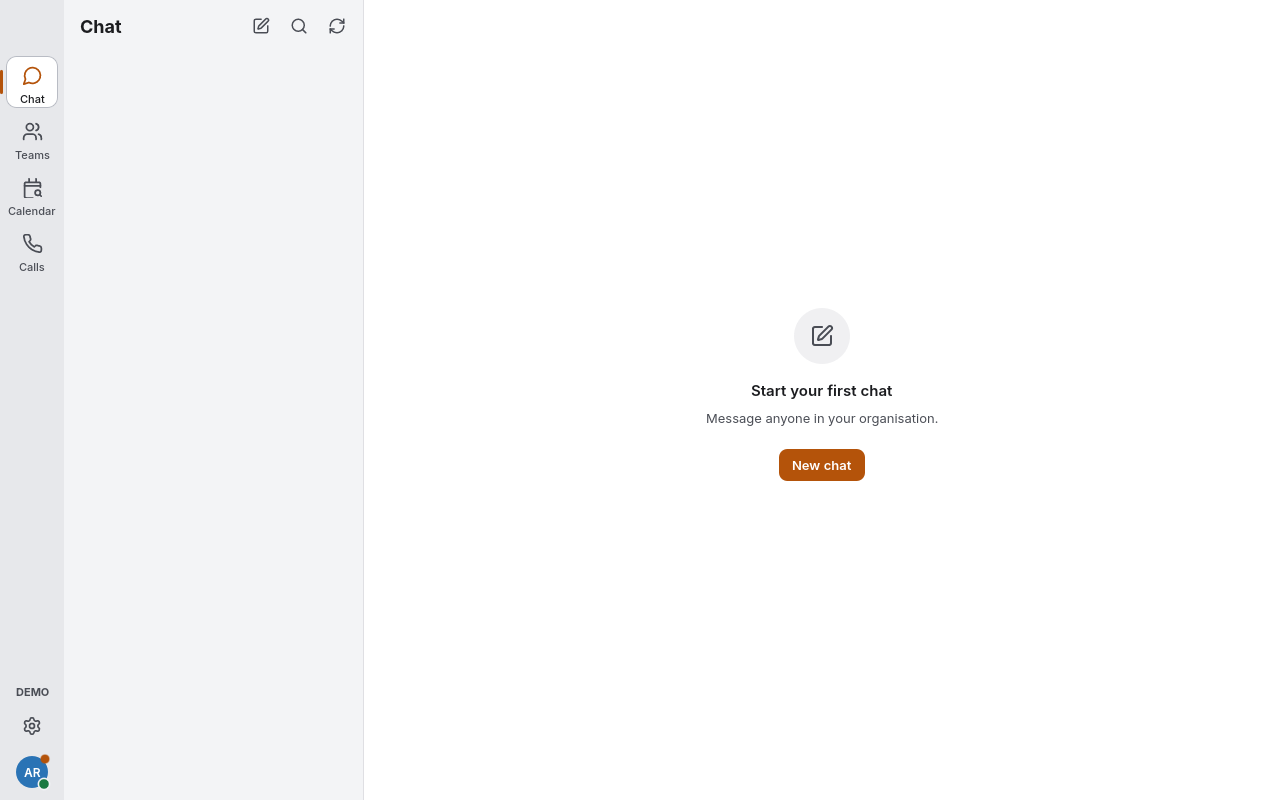 Chat
Chat
Teams
Calendar
Calls
Start your first chat
Message anyone in your organisation.
New chat
DEMO
AR